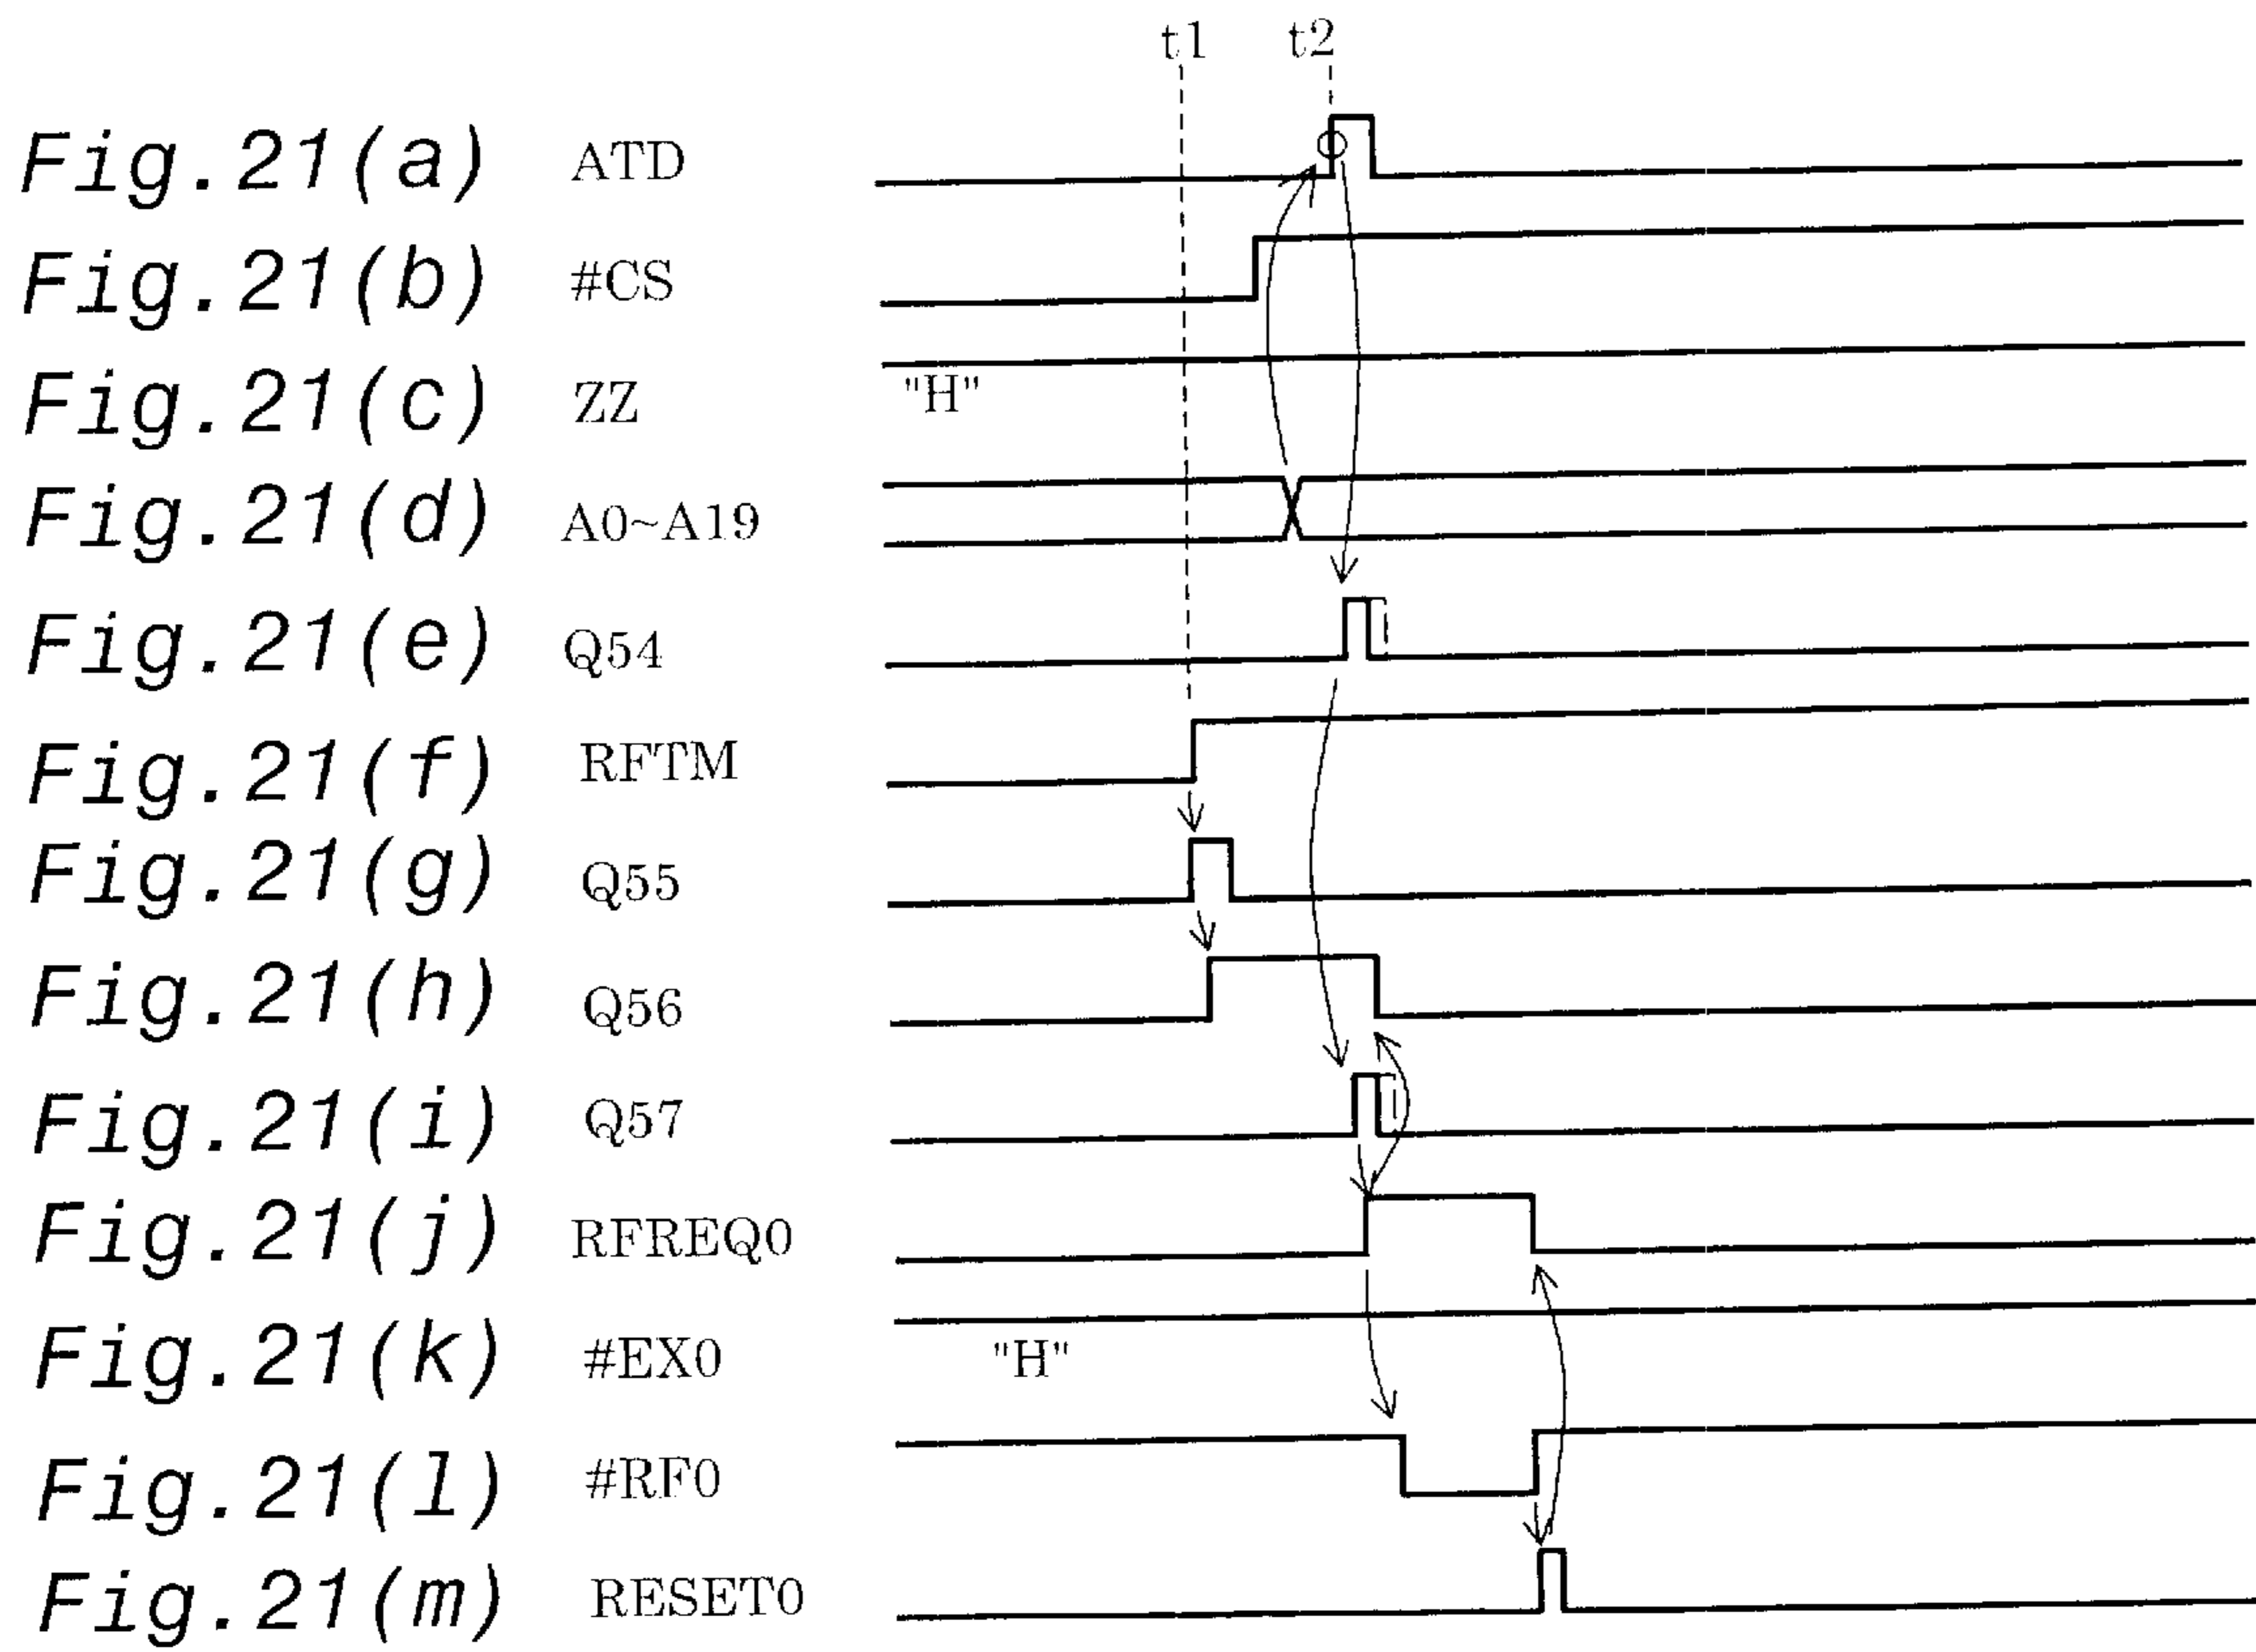 t1 t2
Fig.21(a) ATD
Fig.21(b) #CS
Fig.21(c) ZZ "H"
Fig.21(d) A0~A19
Fig.21(e) Q54
Fig.21(f) RFTM
Fig.21(g) Q55
Fig.21(h) Q56
Fig.21(i) Q57
Fig.21(j) RFREQ0
Fig.21(k) #EX0 "H"
Fig.21(l) #RF0
Fig.21(m) RESET0